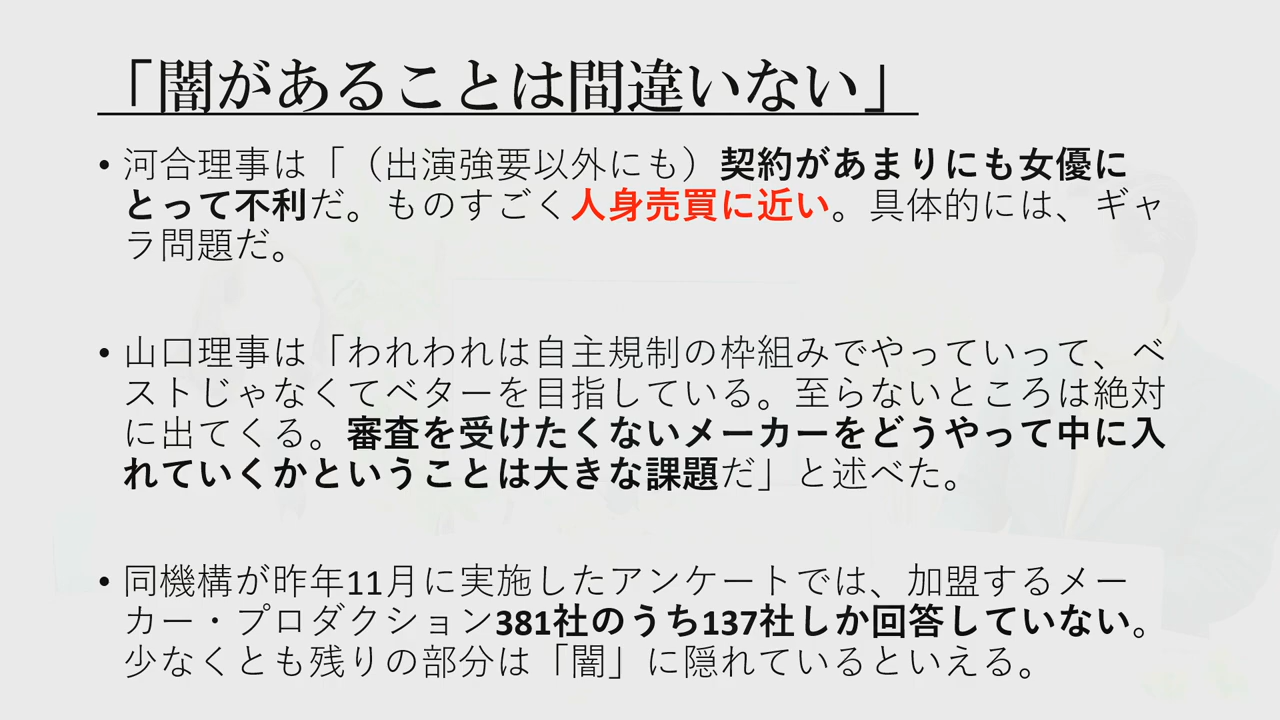 「闇があることは間違いない」
• 河合理事は「（出演強要以外にも）契約があまりにも女優に
とって不利だ。ものすごく人身売買に近い。具体的には、ギャ
ラ問題だ。
• 山口理事は「われわれは自主規制の枠組みでやっていって、ベ
ストじゃなくてベターを目指している。至らないところは絶対
に出てくる。審査を受けたくないメーカーをどうやって中に入
れていくかということは大きな課題だ」と述べた。
• 同機構が昨年11月に実施したアンケートでは、加盟するメー
カー・プロダクション381社のうち137社しか回答していない。
少なくとも残りの部分は「闇」に隠れているといえる。